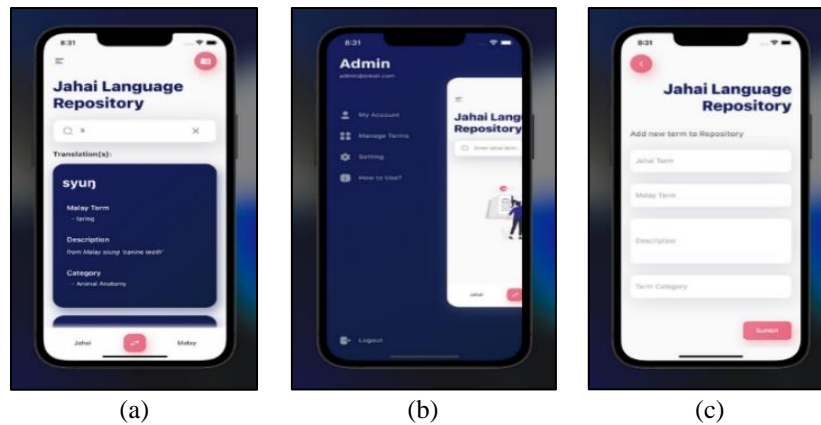 8:31
Jahai Language
Repository
s
Translation(s):
syuŋ
Malay Term
- taring
Description
from Malay siung 'canine teeth'
Category
- Animal Anatomy
Jahai
Malay
(a)
8:31
Admin
admin@email.com
My Account
Manage Terms
Setting
How to Use?
Logout
Jahai Lang
Repository
Enter Jahai term
Jahai
(b)
8:31
Jahai Language
Repository
Add new term to Repository
Jahai Term
Malay Term
Description
Term Category
Submit
(c)